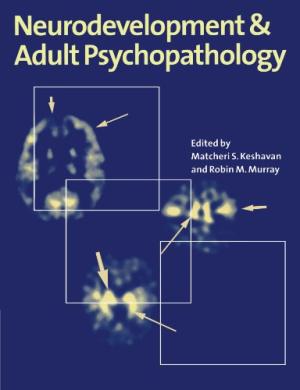 Neurodevelopment &
Adult Psychopathology
Edited by
Matcheri S. Keshavan
and Robin M. Murray